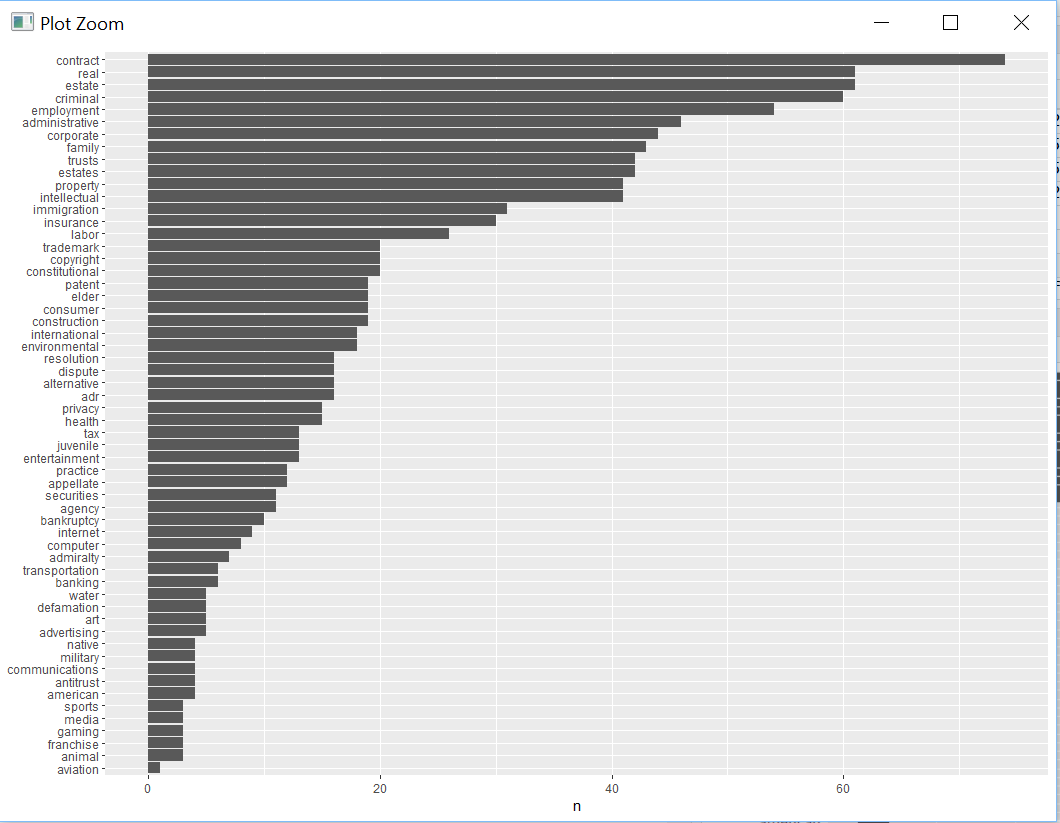 Plot Zoom
contract
real
estate
criminal
employment
administrative
corporate
family
trusts
estates
property
intellectual
immigration
insurance
labor
trademark
copyright
constitutional
patent
elder
consumer
construction
international
environmental
resolution
dispute
alternative
adr
privacy
health
tax
juvenile
entertainment
practice
appellate
securities
agency
bankruptcy
internet
computer
admiralty
transportation
banking
water
defamation
art
advertising
native
military
communications
antitrust
american
sports
media
gaming
franchise
animal
aviation
0 20 40 60
n